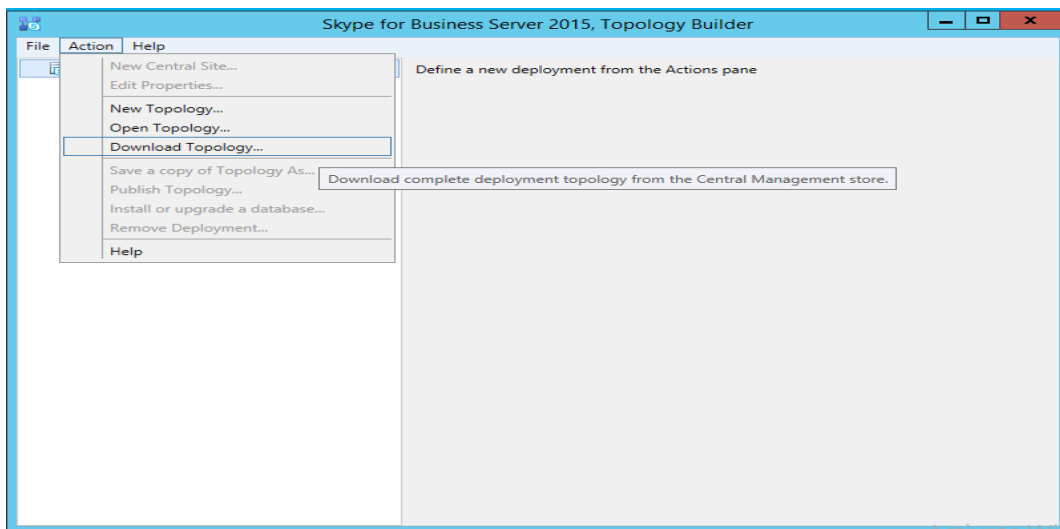 Skype for Business Server 2015, Topology Builder
File Action Help
New Central Site...
Edit Properties...
Define a new deployment from the Actions pane
New Topology...
Open Topology...
Download Topology...
Save a copy of Topology As...
Download complete deployment topology from the Central Management store.
Publish Topology...
Install or upgrade a database...
Remove Deployment...
Help